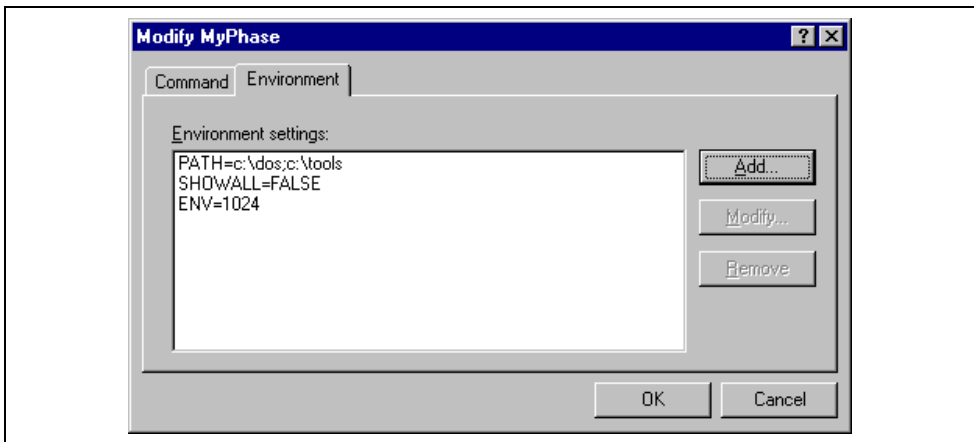 Modify MyPhase
Command Environment
Environment settings:
PATH=c:\dos;c:\tools
SHOWALL=FALSE
ENV=1024
Add...
Modify...
Remove
OK Cancel